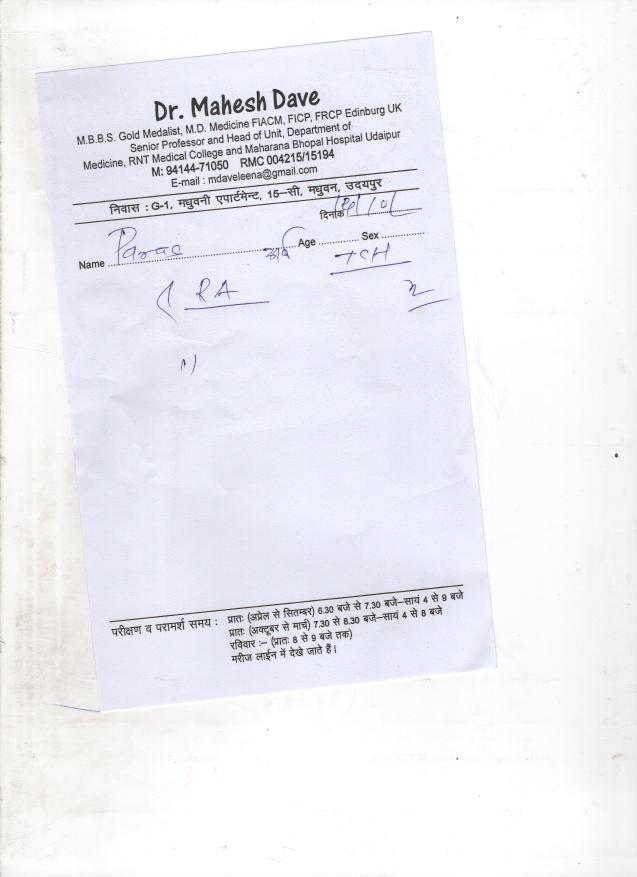 Dr. Mahesh Dave
M.B.B.S. Gold Medalist, M.D. Medicine FIACM, FICP, FRCP Edinburg UK
Senior Professor and Head of Unit, Department of
Medicine, RNT Medical College and Maharana Bhopal Hospital Udaipur
M: 94144-71050 RMC 004215/15194
E-mail : mdaveleena@gmail.com
निवास : G-1, मधुवनी एपार्टमेन्ट, 15–सी, मधुवन, उदयपुर
दिनांक
Name Age Sex
RA
परीक्षण व परामर्श समय : प्रातः (अप्रेल से सितम्बर) 6.30 बजे से 7.30 बजे–सायं 4 से 9 बजे
प्रातः (अक्टूबर से मार्च) 7.30 से 8.30 बजे–सायं 4 से 8 बजे
रविवार :– (प्रातः 8 से 9 बजे तक)
मरीज लाईन में देखे जाते हैं।